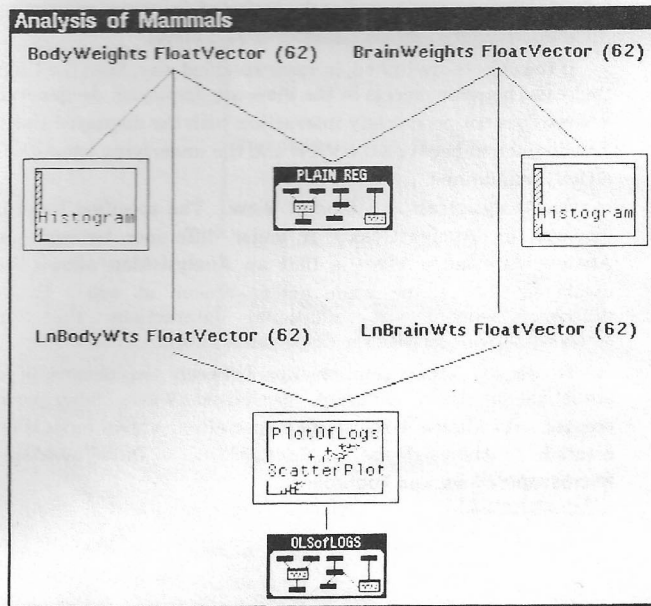 Analysis of Mammals
BodyWeights FloatVector (62)
BrainWeights FloatVector (62)
Histogram
PLAIN REG
Histogram
LnBodyWts FloatVector (62)
LnBrainWts FloatVector (62)
PlotOfLogs
ScatterPlot
OLSofLOGS